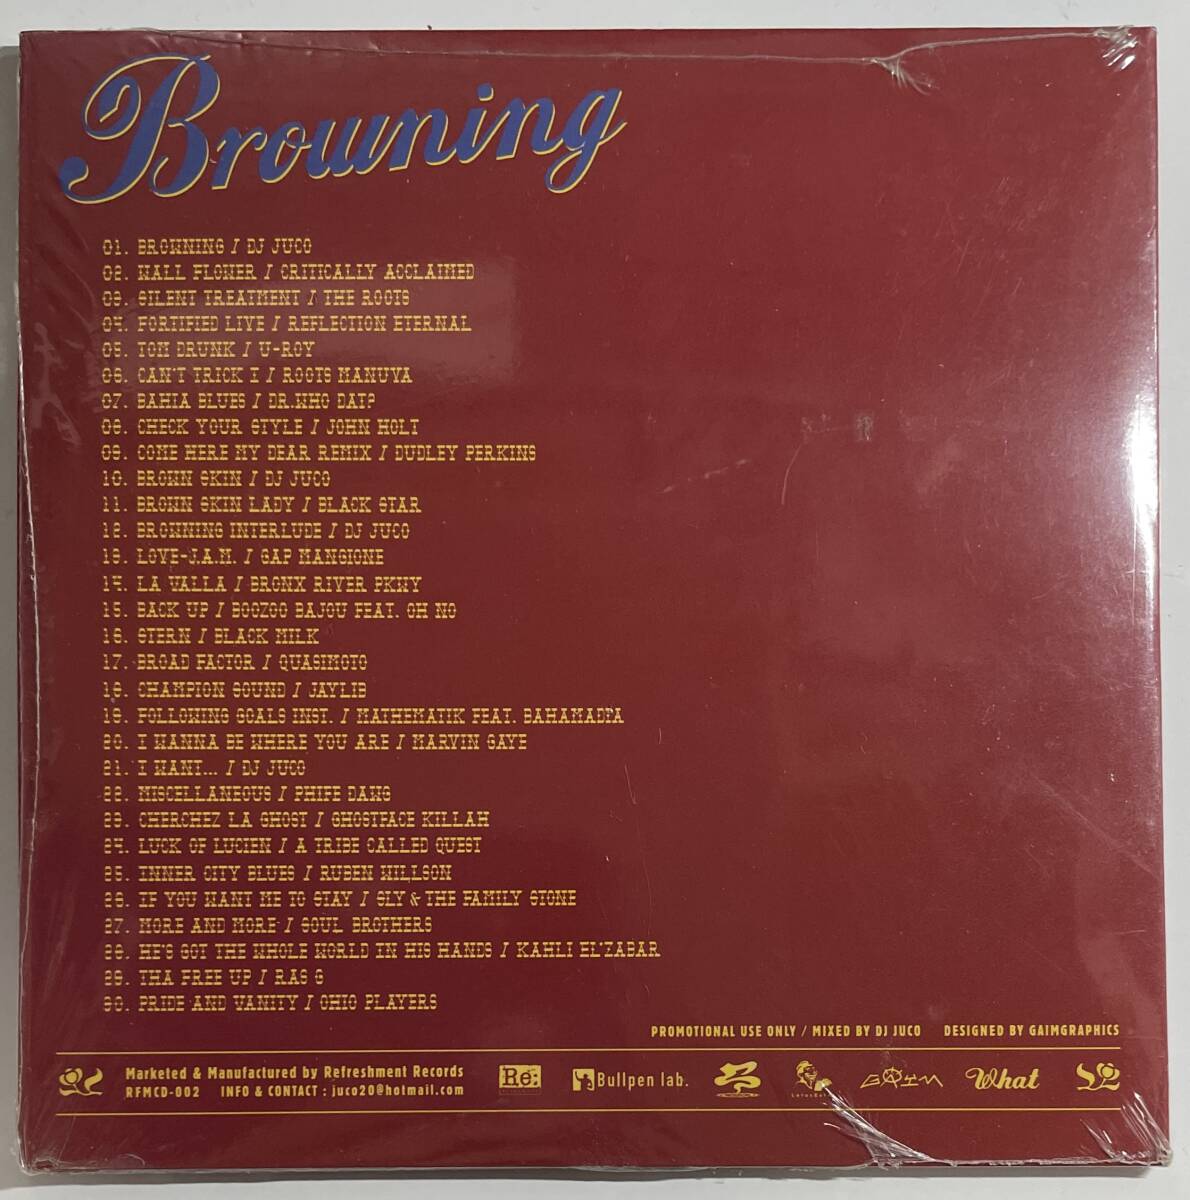 Browning
01. BROWNING / DJ JUCO
02. WALL FLOWER / CRITICALLY ACCLAIMED
03. SILENT TREATMENT / THE ROOTS
04. FORTIFIED LIVE / REFLECTION ETERNAL
05. TOM DRUNK / U-ROY
06. CAN'T TRICK I / ROOTS MANUVA
07. BAHIA BLUES / DR.WHO DAT?
08. CHECK YOUR STYLE / JOHN HOLT
09. COME HERE MY DEAR REMIX / DUDLEY PERKINS
10. BROWN SKIN / DJ JUCO
11. BROWN SKIN LADY / BLACK STAR
12. BROWNING INTERLUDE / DJ JUCO
13. LOVE-J.A.M. / GAP MANGIONE
14. LA VALLA / BRONX RIVER PKWY
15. BACK UP / BOOZOO BAJOU FEAT. OH NO
16. STERN / BLACK MILK
17. BROAD FACTOR / QUASIMOTO
18. CHAMPION SOUND / JAYLIB
19. FOLLOWING GOALS INST. / MATHEMATIK FEAT. BAHAMADIA
20. I WANNA BE WHERE YOU ARE / MARVIN GAYE
21. I WANT... / DJ JUCO
22. MISCELLANEOUS / PHIFE DAWG
23. CHERCHEZ LA GHOST / GHOSTFACE KILLAH
24. LUCK OF LUCIEN / A TRIBE CALLED QUEST
25. INNER CITY BLUES / RUBEN WILLSON
26. IF YOU WANT ME TO STAY / SLY & THE FAMILY STONE
27. MORE AND MORE / SOUL BROTHERS
28. HE'S GOT THE WHOLE WORLD IN HIS HANDS / KAHLI EL'ZABAR
29. THA FREE UP / RAS G
30. PRIDE AND VANITY / OHIO PLAYERS
PROMOTIONAL USE ONLY / MIXED BY DJ JUCO DESIGNED BY GAIMGRAPHICS
Marketed & Manufactured by Refreshment Records
RFMCD-002 INFO & CONTACT : juco20@hotmail.com
Re:
Bullpen lab.
GAIM
What